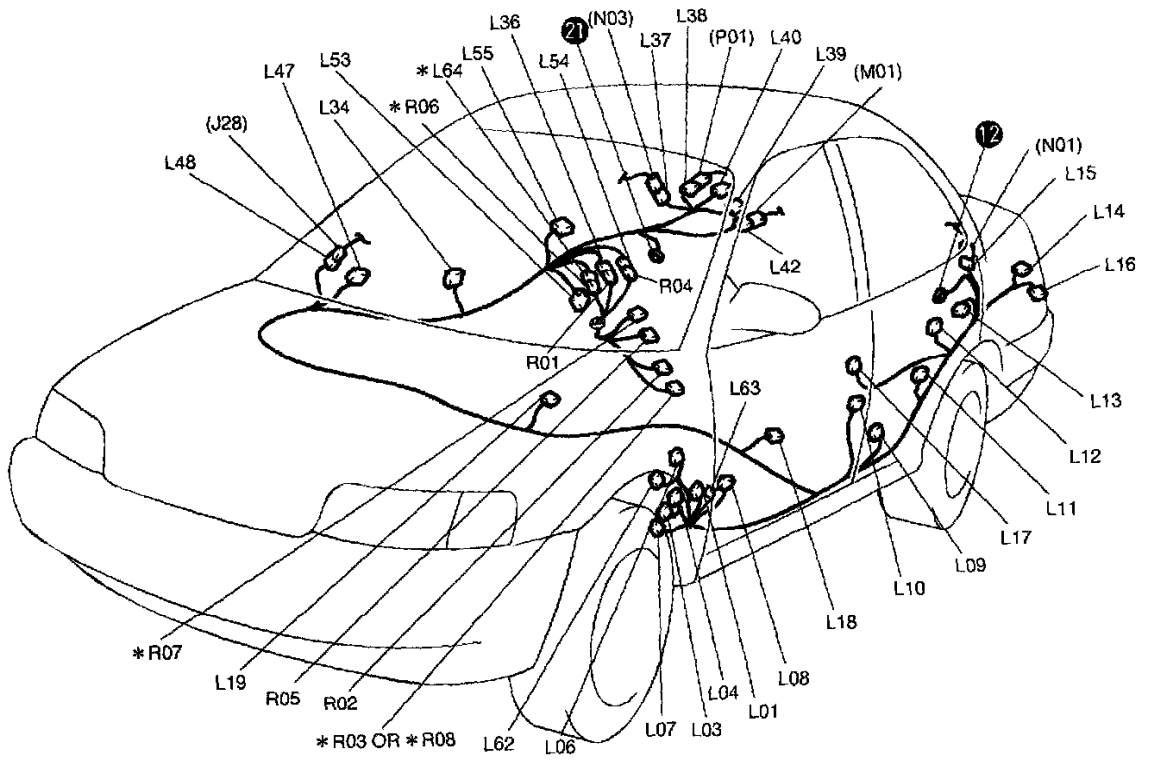 L36
21
(N03)
L38
L37
(P01)
L40
L39
(M01)
L53
L55
L54
*L64
L47
L34
*R06
(J28)
L48
12
(N01)
L15
L14
L16
L42
R04
R01
L63
L13
L12
L11
L17
L09
L10
L18
*R07
L19
R05
R02
*R03 OR *R08
L62
L06
L07
L03
L04
L01
L08